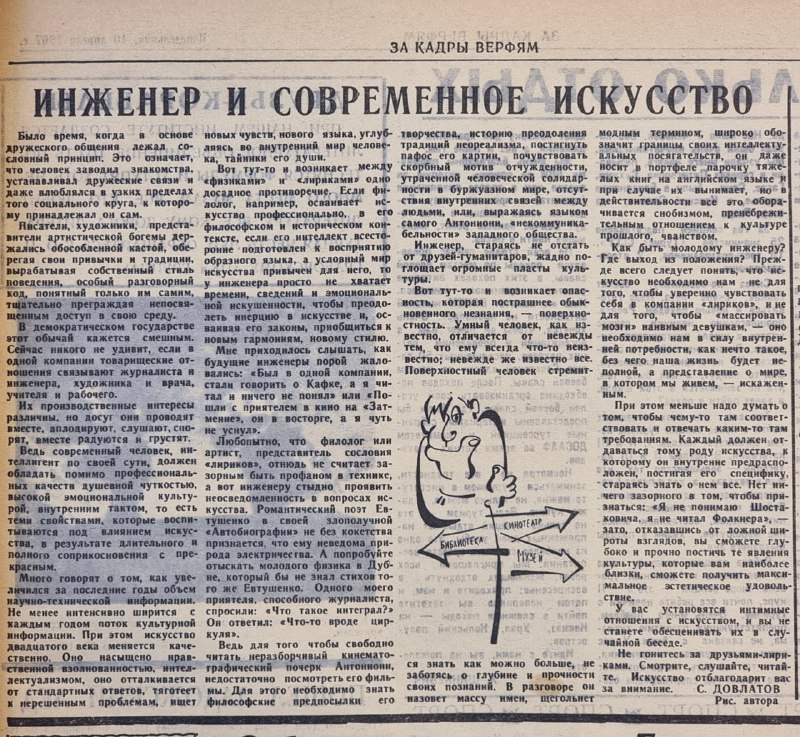 ЗА КАДРЫ ВЕРФЯМ
ИНЖЕНЕР И СОВРЕМЕННОЕ ИСКУССТВО
Было время, когда в основе
дружеского общения лежал со-
словный принцип. Это означает,
что человек заводил знакомства,
устанавливал дружеские связи и
даже влюблялся в узких пределах
того социального круга, к которо-
му принадлежал он сам.
Писатели, художники, предста-
вители артистической богемы дер-
жались обособленной кастой, обе-
регая свои привычки и традиции,
вырабатывая собственный стиль
поведения, особый разговорный
код, понятный только им самим,
тщательно преграждая непосвя-
щенным доступ в свою среду.
В демократическом государстве
этот обычай кажется смешным.
Сейчас никого не удивит, если в
одной компании товарищеские от-
ношения связывают журналиста и
инженера, художника и врача,
учителя и рабочего.
Их производственные интересы
различны, но досуг они проводят
вместе, аплодируют, слушают, спо-
рят, вместе радуются и грустят.
Ведь современный человек, ин-
теллигент по своей сути, должен
обладать помимо профессиональ-
ных качеств душевной чуткостью,
высокой эмоциональной культу-
рой, внутренним тактом, то есть
теми свойствами, которые воспи-
тываются под влиянием искус-
ства, в результате длительного и
полного соприкосновения с пре-
красным.
Много говорят о том, как уве-
личился за последние годы объем
научно-технической информации.
Не менее интенсивно ширится с
каждым годом поток культурной
информации. При этом искусство
двадцатого века меняется качест-
венно. Оно насыщено нрав-
ственной взволнованностью, интел-
лектуализмом, оно отталкивается
от стандартных ответов, тяготеет
к нерешенным проблемам, ищет
новых чувств, нового языка, углуб-
ляясь во внутренний мир челове-
ка, тайники его души.
Вот тут-то и возникает между
«физиками» и «лириками» одно
досадное противоречие. Если фи-
лолог, например, осваивает ис-
кусство профессионально, в его
философском и историческом кон-
тексте, если его интеллект всесто-
ронне подготовлен к восприятию
образного языка, а условный мир
искусства привычен для него, то
у инженера просто не хватает
времени, сведений и эмоциональ-
ной искушенности, чтобы преодо-
леть инерцию в искусстве и, ос-
ваивая его законы, приобщиться к
новым гармониям, новому стилю.
Мне приходилось слышать, как
будущие инженеры порой жало-
вались: «Был в одной компании,
стали говорить о Кафке, а я чи-
тал и ничего не понял» или «По-
шли с приятелем в кино на «Зат-
мение», он в восторге, а я чуть
не уснул».
Любопытно, что филолог или
артист, представитель сословия
«лириков», отнюдь не считает за-
зорным быть профаном в технике,
а вот инженеру стыдно проявить
неосведомленность в вопросах ис-
кусства. Романтический поэт Ев-
тушенко в своей злополучной
«Автобиографии» не без кокетства
признается, что ему неведома при-
рода электричества. А попробуйте
отыскать молодого физика в Дуб-
не, который бы не знал стихов то-
го же Евтушенко. Одного моего
приятеля, способного журналиста,
спросили: «Что такое интеграл?»
Он ответил: «Что-то вроде цир-
куля».
Ведь для того чтобы свободно
читать неразборчивый кинемато-
графический почерк Антониони,
недостаточно посмотреть его филь-
мы. Для этого необходимо знать
философские предпосылки его
творчества, историю преодоления
традиций неореализма, постигнуть
пафос его картин, почувствовать
скорбный мотив отчужденности,
утраченной человеческой солидар-
ности в буржуазном мире, отсут-
ствия внутренних связей между
людьми, или, выражаясь языком
самого Антониони, «некоммуника-
бельности» западного общества.
Инженер, стараясь не отстать
от друзей-гуманитаров, жадно по-
глощает огромные пласты куль-
туры.
Вот тут-то и возникает опас-
ность, которая пострашнее обык-
новенного незнания, — поверхно-
стность. Умный человек, как из-
вестно, отличается от невежды
тем, что ему всегда что-то неиз-
вестно; невежде же известно все.
Поверхностный человек стремит-
КИНОТЕАТР
БИБЛИОТЕКА
МУЗЕЙ
ся знать как можно больше, не
заботясь о глубине и прочности
своих познаний. В разговоре он
назовет массу имен, щегольнет
модным термином, широко обо-
значит границы своих интеллекту-
альных посягательств, он даже
носит в портфеле парочку тяже-
лых книг на английском языке и
при случае их вынимает, но в
действительности все это обора-
чивается снобизмом, пренебрежи-
тельным отношением к культуре
прошлого, чванством.
Как быть молодому инженеру?
Где выход из положения? Преж-
де всего следует понять, что ис-
кусство необходимо нам не для
того, чтобы уверенно чувствовать
себя в компании «лириков», и не
для того, чтобы «массировать
мозги» наивным девушкам, — оно
необходимо нам в силу внутрен-
ней потребности, как нечто такое,
без чего наша жизнь будет не-
полной, а представление о мире,
в котором мы живем, — искажен-
ным.
При этом меньше надо думать о
том, чтобы чему-то там соответст-
вовать и отвечать каким-то там
требованиям. Каждый должен от-
даваться тому роду искусства, к
которому он внутренне предраспо-
ложен, постигая его специфику,
стараясь знать о нем все. Нет ни-
чего зазорного в том, чтобы при-
знаться: «Я не понимаю Шоста-
ковича, я не читал Фолкнера», —
зато, отказавшись от ложной ши-
роты взглядов, вы сможете глубо-
ко и прочно постичь те явления
культуры, которые вам наиболее
близки, сможете получить макси-
мальное эстетическое удовольст-
вие.
У вас установятся интимные
отношения с искусством, и вы не
станете обесценивать их в слу-
чайной беседе.
Не гонитесь за друзьями-лири-
ками. Смотрите, слушайте, читай-
те. Искусство отблагодарит вас
за внимание. С. ДОВЛАТОВ
Рис. автора